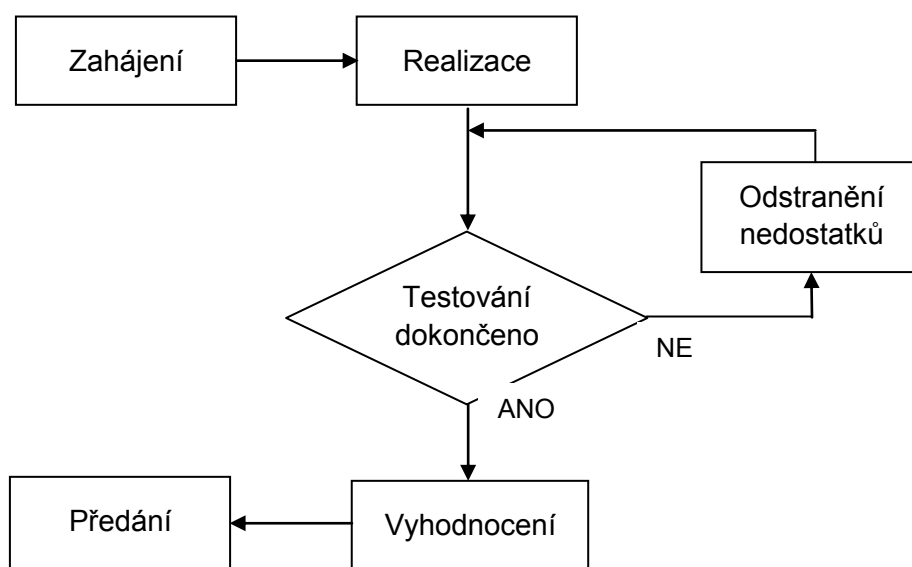 Zahájení
Realizace
Odstranění
nedostatků
Testování
dokončeno
NE
ANO
Předání
Vyhodnocení